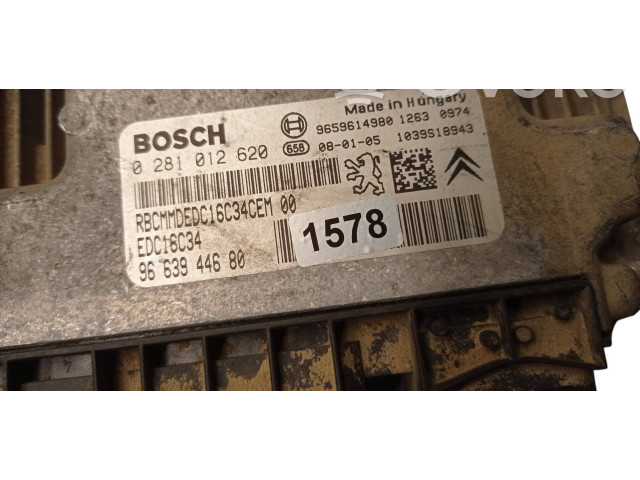 Made in Hungary
BOSCH
9659614980 1263 0974
0 281 012 620
658 08-01-05 1039S18943
RBCMMDEDC16C34CEM 00
EDC16C34
96 639 446 80
1578